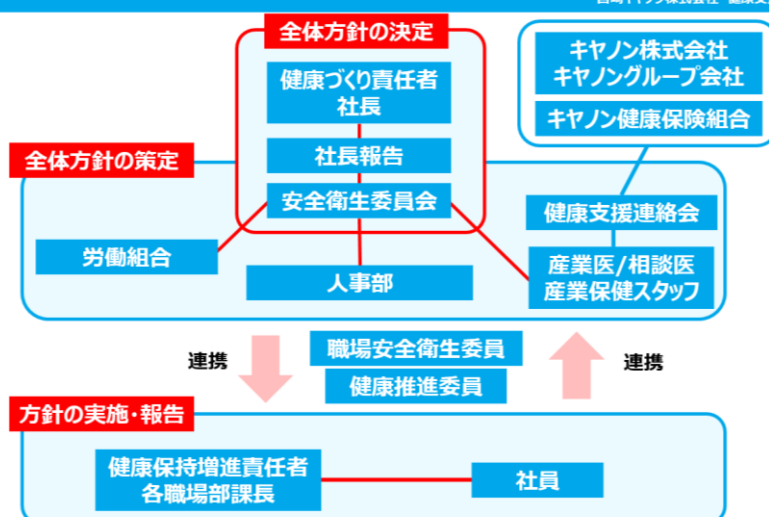 全体方針の決定
健康づくり責任者
社長
社長報告
安全衛生委員会
キヤノン株式会社
キヤノングループ会社
キヤノン健康保険組合
全体方針の策定
労働組合
人事部
健康支援連絡会
産業医/相談医
産業保健スタッフ
連携
職場安全衛生委員
健康推進委員
連携
方針の実施・報告
健康保持増進責任者
各職場部課長
社員